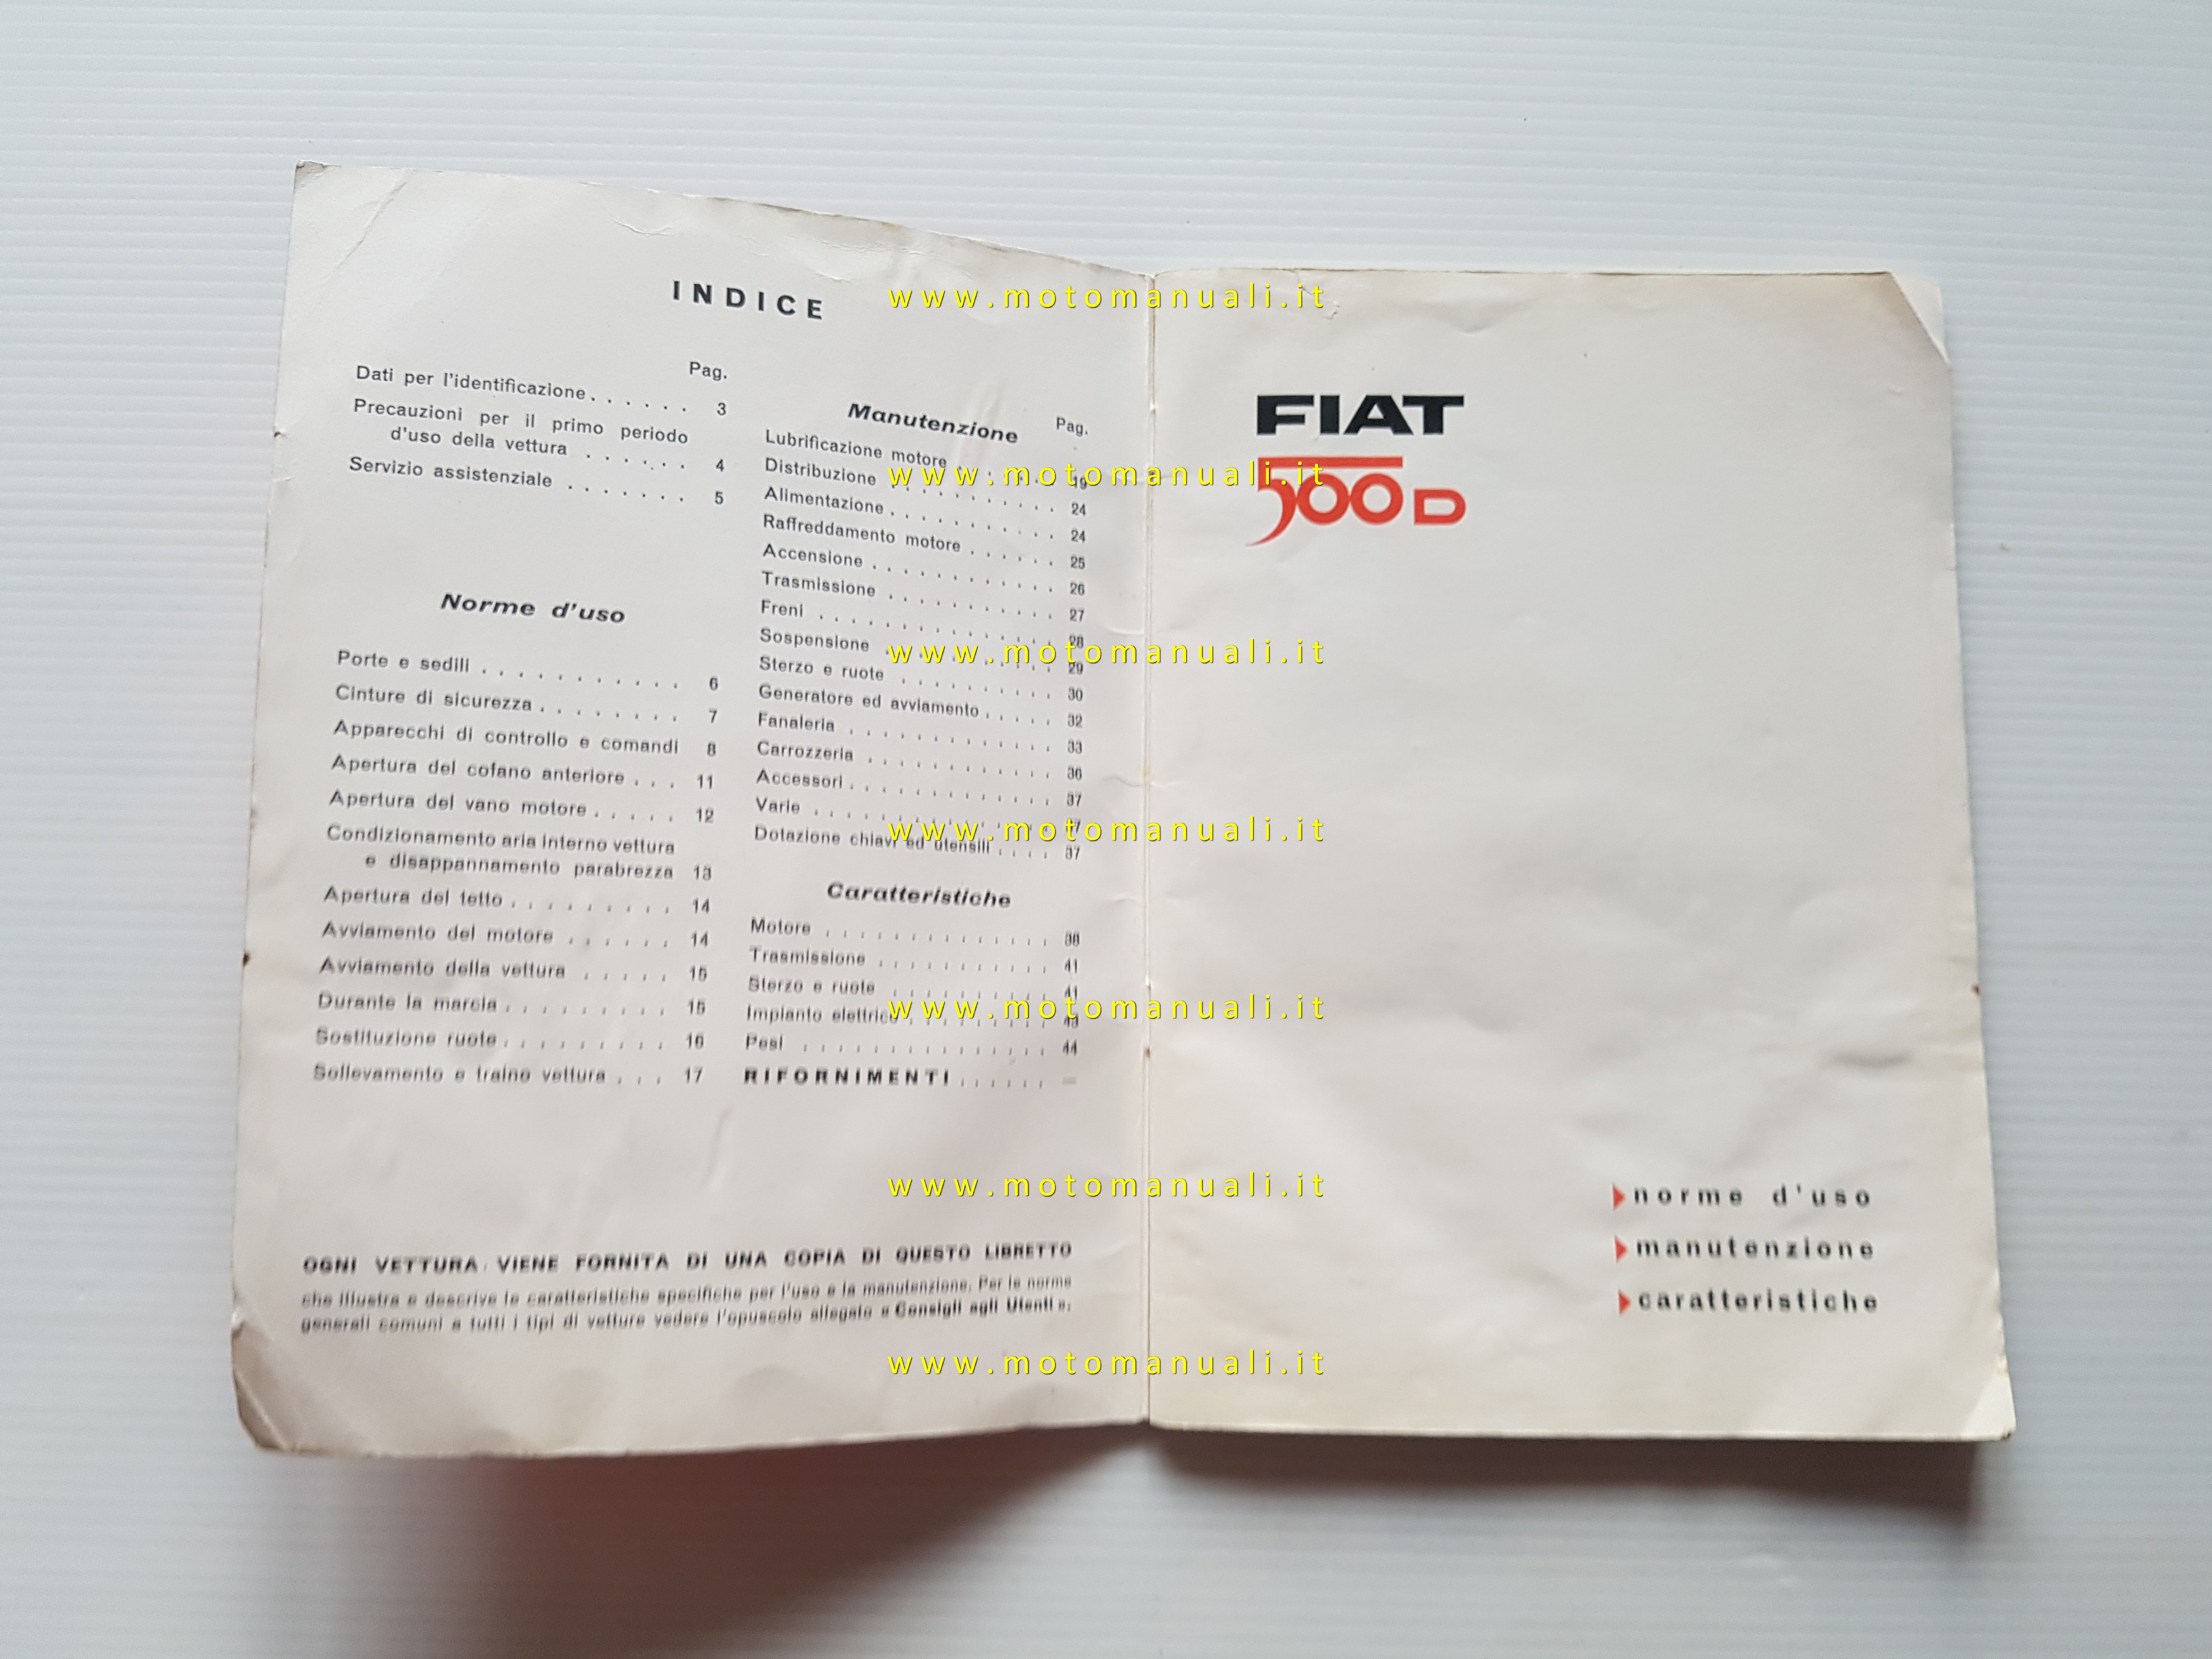 INDICE
Pag.
Dati per l'identificazione . . . . . . 3
Precauzioni per il primo periodo
d'uso della vettura . . . . . . 4
Servizio assistenziale . . . . . . . 5
Norme d'uso
Porte e sedili . . . . . . . . . . . 6
Cinture di sicurezza . . . . . . . . 7
Apparecchi di controllo e comandi 8
Apertura del cofano anteriore . . . 11
Apertura del vano motore . . . . . 12
Condizionamento aria interno vettura
e disappannamento parabrezza 13
Apertura del tetto . . . . . . . . . 14
Avviamento del motore . . . . . . 14
Avviamento della vettura . . . . . 15
Durante la marcia . . . . . . . . . 15
Sostituzione ruote . . . . . . . . . 16
Sollevamento e traino vettura . . . 17
Manutenzione
Pag.
Lubrificazione motore . . . . . . 19
Distribuzione . . . . . . . . . . . 24
Alimentazione . . . . . . . . . . . 24
Raffreddamento motore . . . . . . 25
Accensione . . . . . . . . . . . . 26
Trasmissione . . . . . . . . . . . 27
Freni . . . . . . . . . . . . . . . 28
Sospensione . . . . . . . . . . . 29
Sterzo e ruote . . . . . . . . . . 30
Generatore ed avviamento . . . . . 32
Fanaleria . . . . . . . . . . . . . 33
Carrozzeria . . . . . . . . . . . . 36
Accessori . . . . . . . . . . . . . 37
Varie . . . . . . . . . . . . . . . 37
Dotazione chiavi ed utensili . . . . 37
Caratteristiche
Motore . . . . . . . . . . . . . . 38
Trasmissione . . . . . . . . . . . 41
Sterzo e ruote . . . . . . . . . . 41
Impianto elettrico . . . . . . . . . 43
Pesi . . . . . . . . . . . . . . . 44
RIFORNIMENTI . . . . . . —
OGNI VETTURA VIENE FORNITA DI UNA COPIA DI QUESTO LIBRETTO
che illustra e descrive le caratteristiche specifiche per l'uso e la manutenzione. Per le norme
generali comuni a tutti i tipi di vetture vedere l'opuscolo allegato « Consigli agli Utenti ».
FIAT
500D
norme d'uso
manutenzione
caratteristiche
www.motomanuali.it
www.motomanuali.it
www.motomanuali.it
www.motomanuali.it
www.motomanuali.it
www.motomanuali.it
www.motomanuali.it